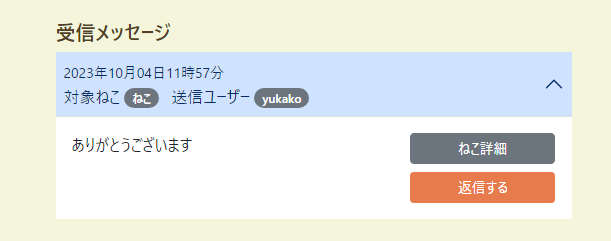 受信メッセージ
2023年10月04日11時57分
対象ねこ ねこ 送信ユーザー yukako
ありがとうございます
ねこ詳細
返信する